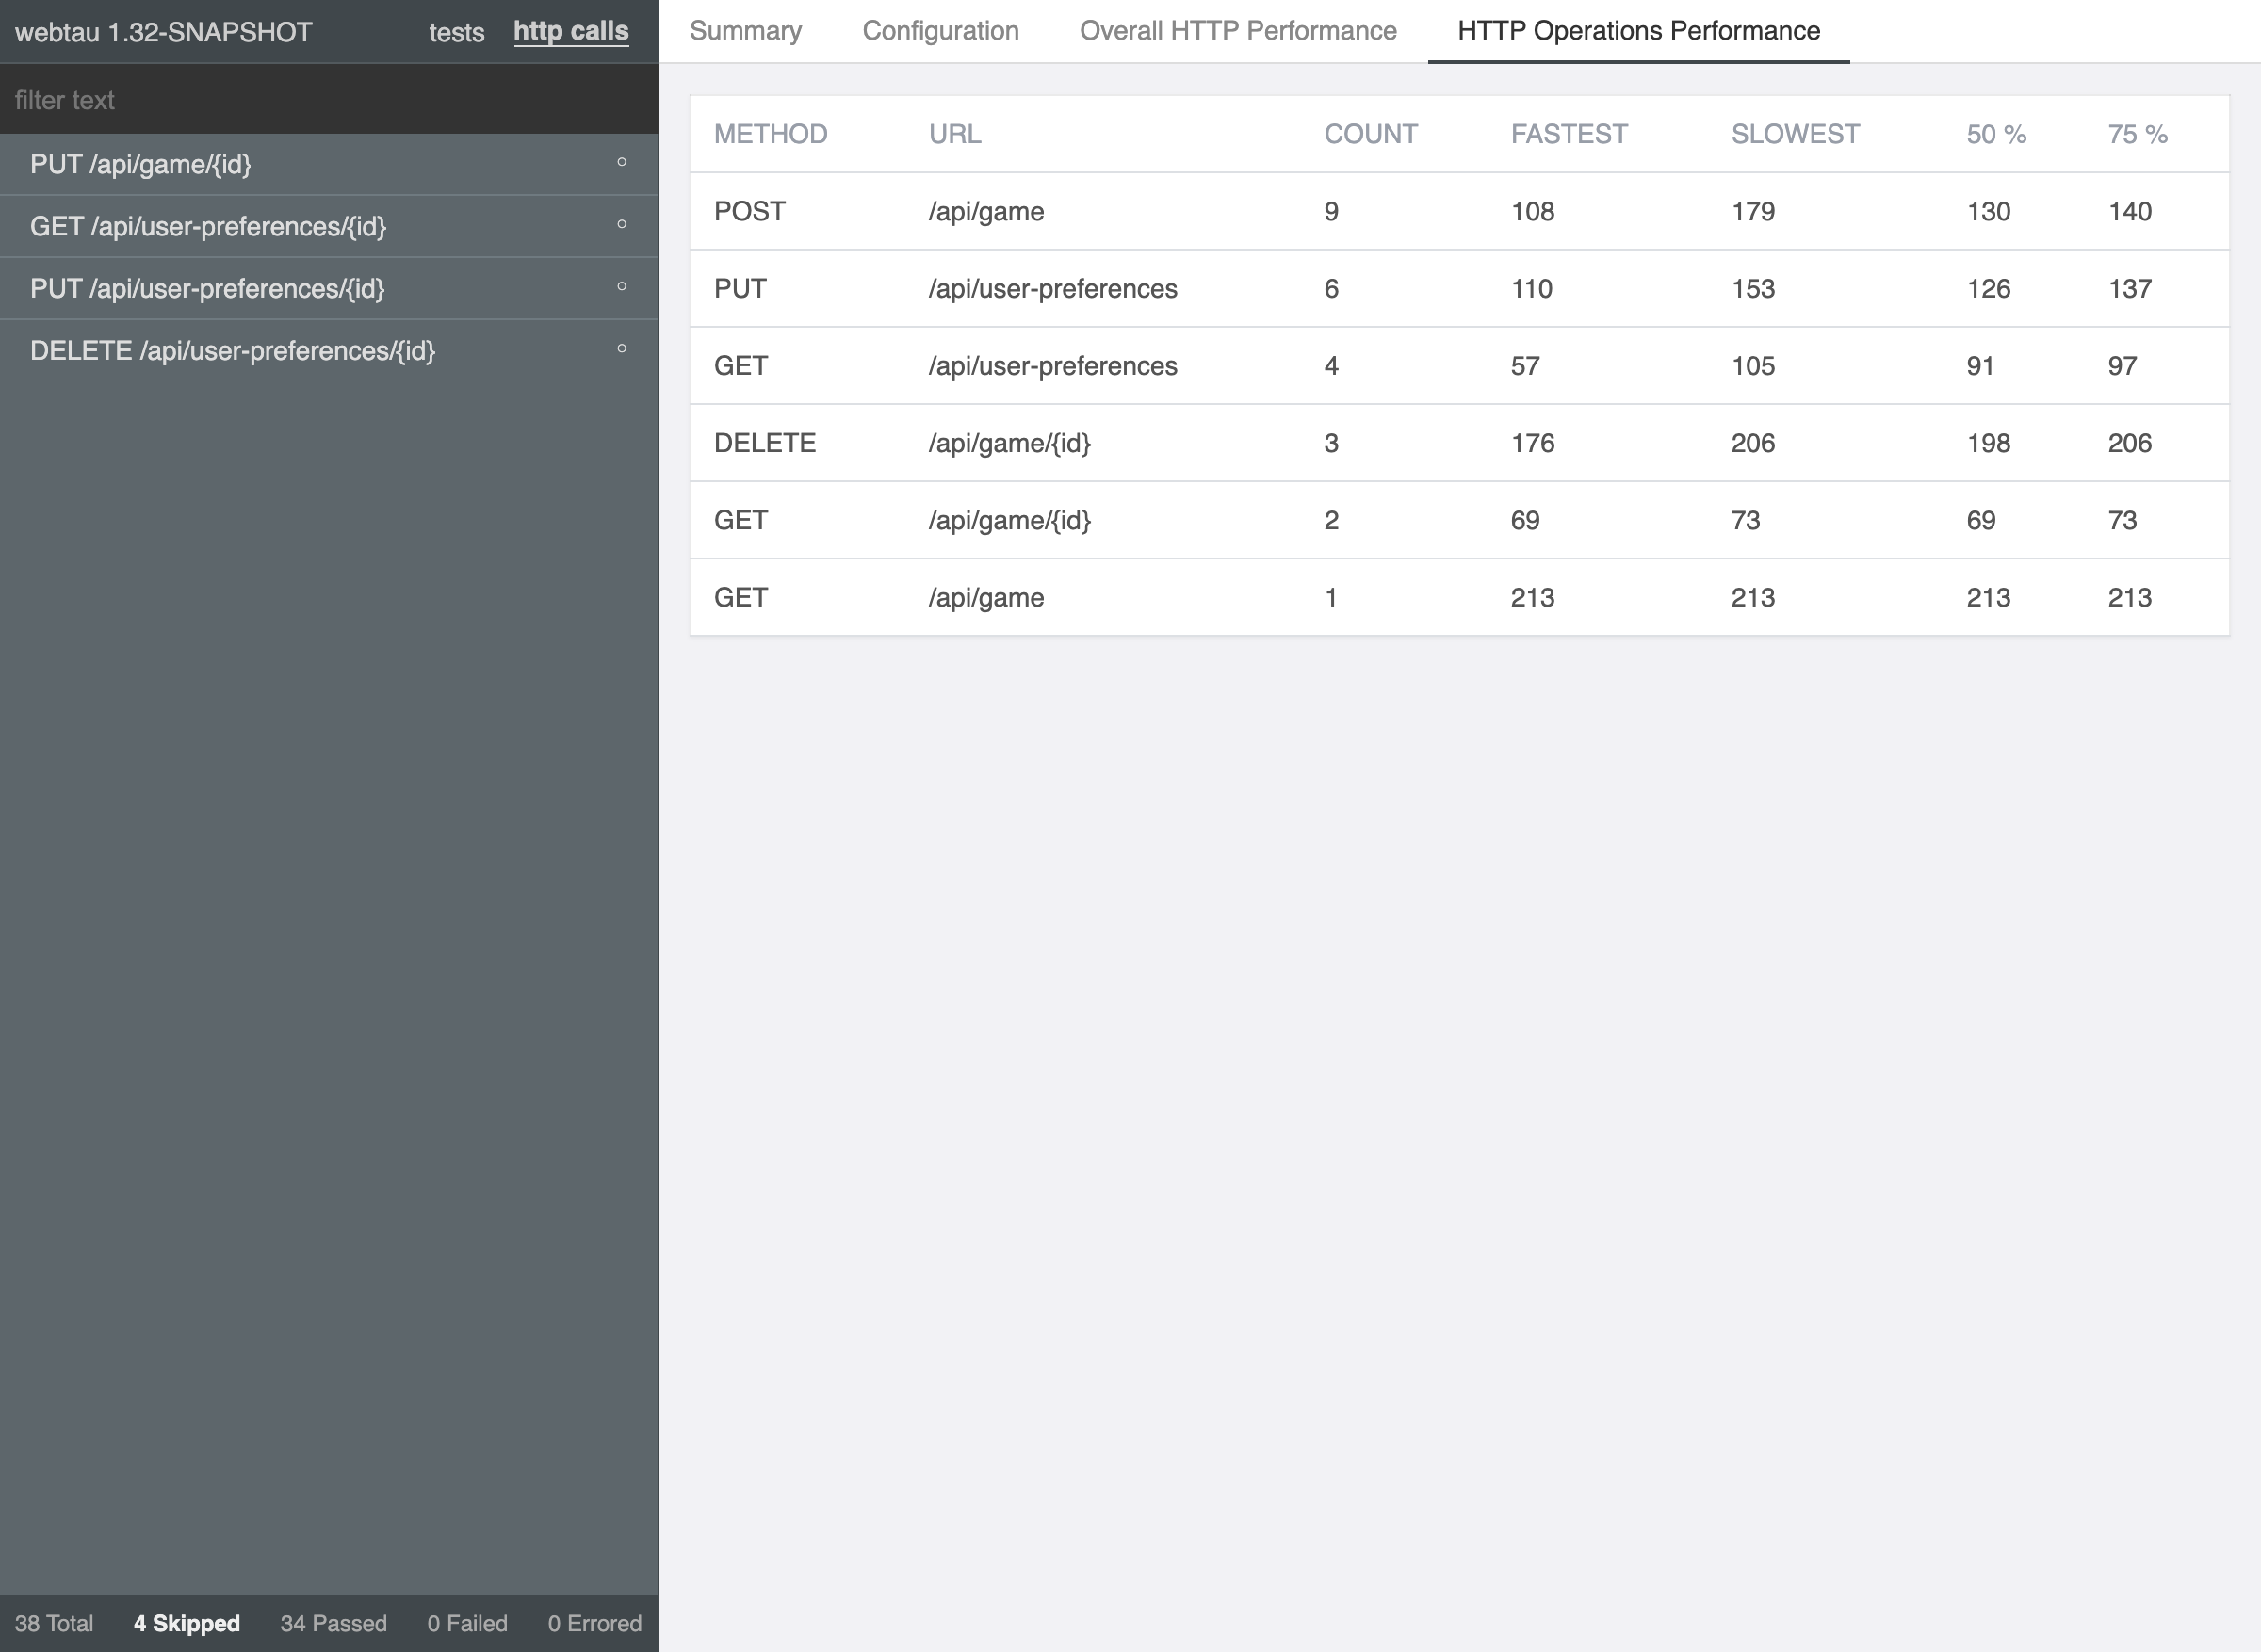 webtau 1.32-SNAPSHOT tests http calls
filter text
PUT /api/game/{id}
GET /api/user-preferences/{id}
PUT /api/user-preferences/{id}
DELETE /api/user-preferences/{id}
38 Total 4 Skipped 34 Passed 0 Failed 0 Errored
Summary Configuration Overall HTTP Performance HTTP Operations Performance
METHOD URL COUNT FASTEST SLOWEST 50 % 75 %
POST /api/game 9 108 179 130 140
PUT /api/user-preferences 6 110 153 126 137
GET /api/user-preferences 4 57 105 91 97
DELETE /api/game/{id} 3 176 206 198 206
GET /api/game/{id} 2 69 73 69 73
GET /api/game 1 213 213 213 213